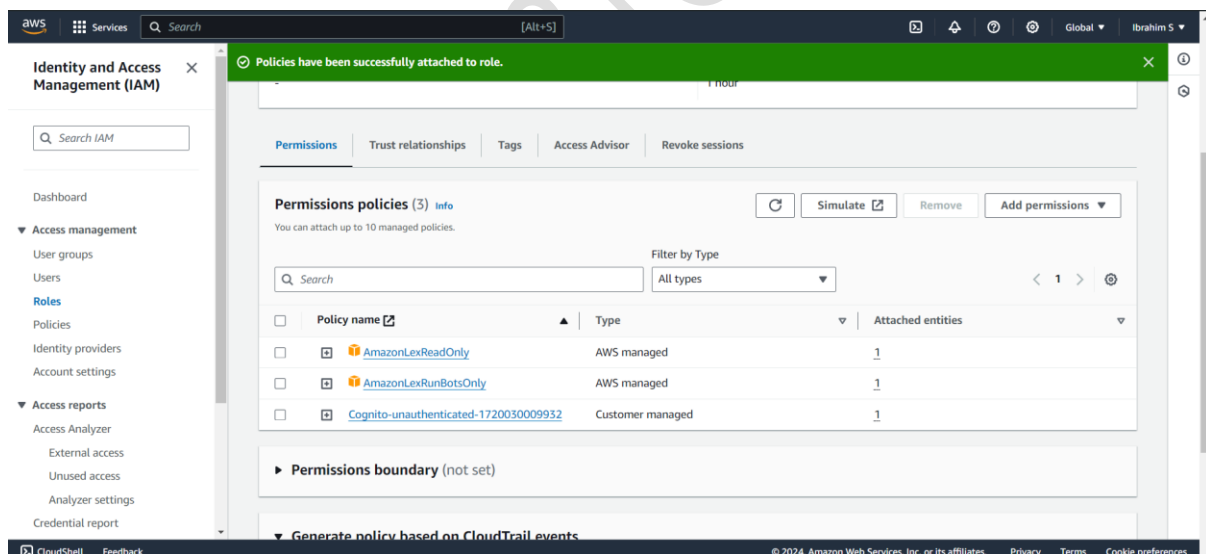 aws Services Search [Alt+S] Global Ibrahim S
Identity and Access Management (IAM)
Search IAM
Dashboard
Access management
User groups
Users
Roles
Policies
Identity providers
Account settings
Access reports
Access Analyzer
External access
Unused access
Analyzer settings
Credential report
Policies have been successfully attached to role.
- 1 hour
Permissions Trust relationships Tags Access Advisor Revoke sessions
Permissions policies (3) Info Simulate Remove Add permissions
You can attach up to 10 managed policies.
Filter by Type
Search All types 1
Policy name Type Attached entities
AmazonLexReadOnly AWS managed 1
AmazonLexRunBotsOnly AWS managed 1
Cognito-unauthenticated-1720030009932 Customer managed 1
Permissions boundary (not set)
Generate policy based on CloudTrail events
CloudShell Feedback © 2024, Amazon Web Services, Inc. or its affiliates. Privacy Terms Cookie preferences